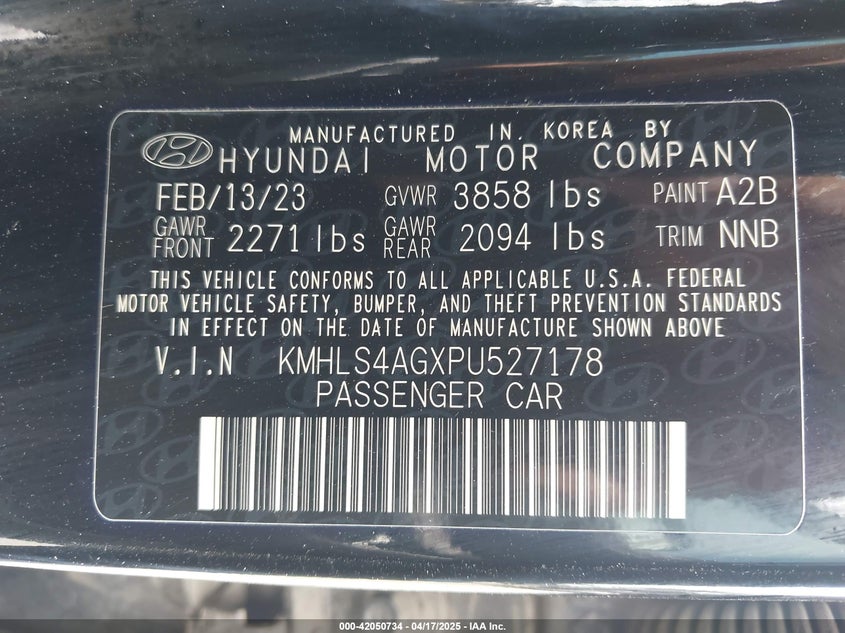 MANUFACTURED IN. KOREA BY
HYUNDAI MOTOR COMPANY
FEB/13/23 GVWR 3858 lbs PAINT A2B
GAWR FRONT 2271 lbs GAWR REAR 2094 lbs TRIM NNB
THIS VEHICLE CONFORMS TO ALL APPLICABLE U.S.A. FEDERAL
MOTOR VEHICLE SAFETY, BUMPER, AND THEFT PREVENTION STANDARDS
IN EFFECT ON THE DATE OF MANUFACTURE SHOWN ABOVE
V.I.N KMHLS4AGXPU527178
PASSENGER CAR
000-42050734 - 04/17/2025 - IAA Inc.